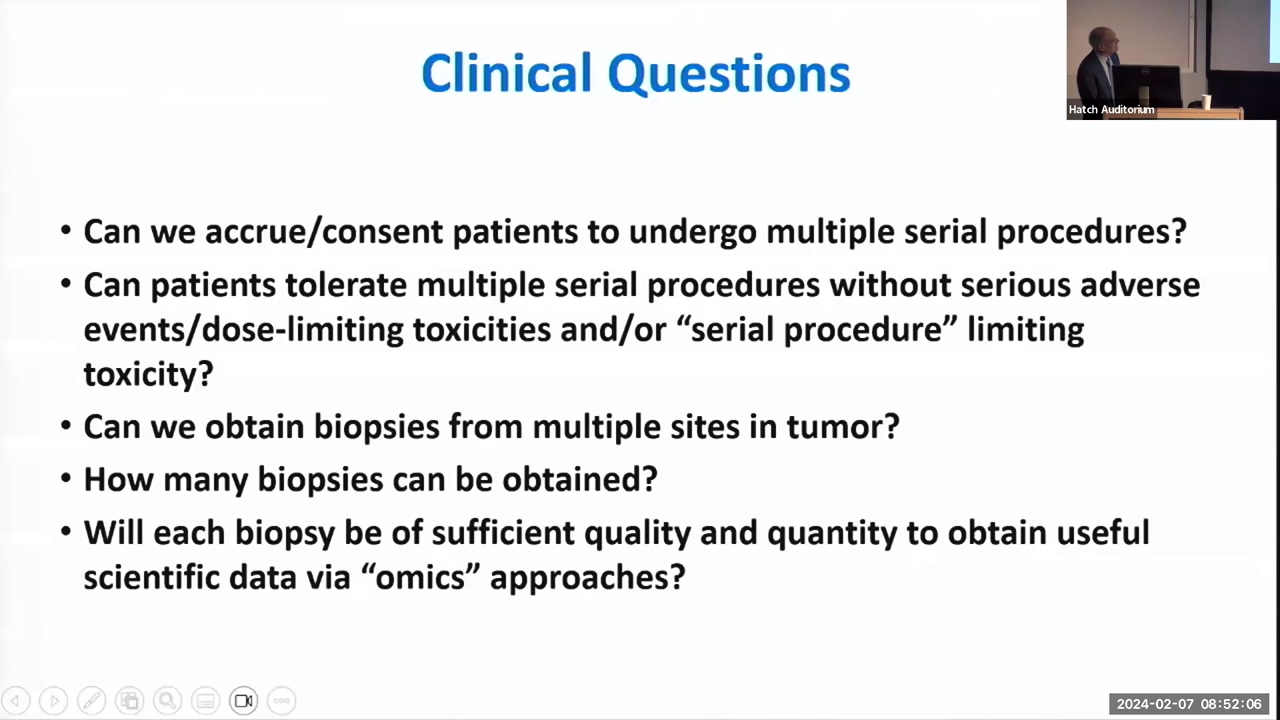 Clinical Questions
Hatch Auditorium
• Can we accrue/consent patients to undergo multiple serial procedures?
• Can patients tolerate multiple serial procedures without serious adverse
events/dose-limiting toxicities and/or “serial procedure” limiting
toxicity?
• Can we obtain biopsies from multiple sites in tumor?
• How many biopsies can be obtained?
• Will each biopsy be of sufficient quality and quantity to obtain useful
scientific data via “omics” approaches?
2024-02-07 08:52:06